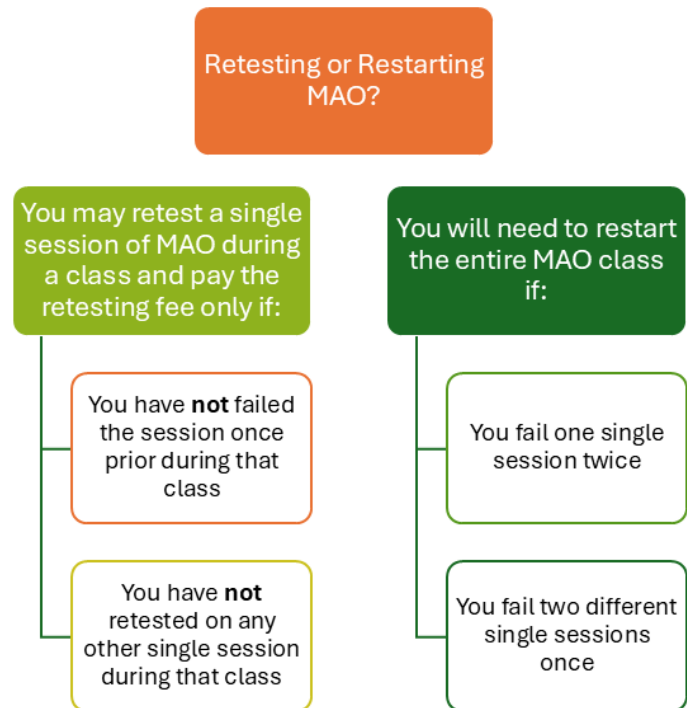 Retesting or Restarting
MAO?
You may retest a single
session of MAO during
a class and pay the
retesting fee only if:
You have not failed
the session once
prior during that
class
You have not
retested on any
other single session
during that class
You will need to restart
the entire MAO class
if:
You fail one single
session twice
You fail two different
single sessions
once